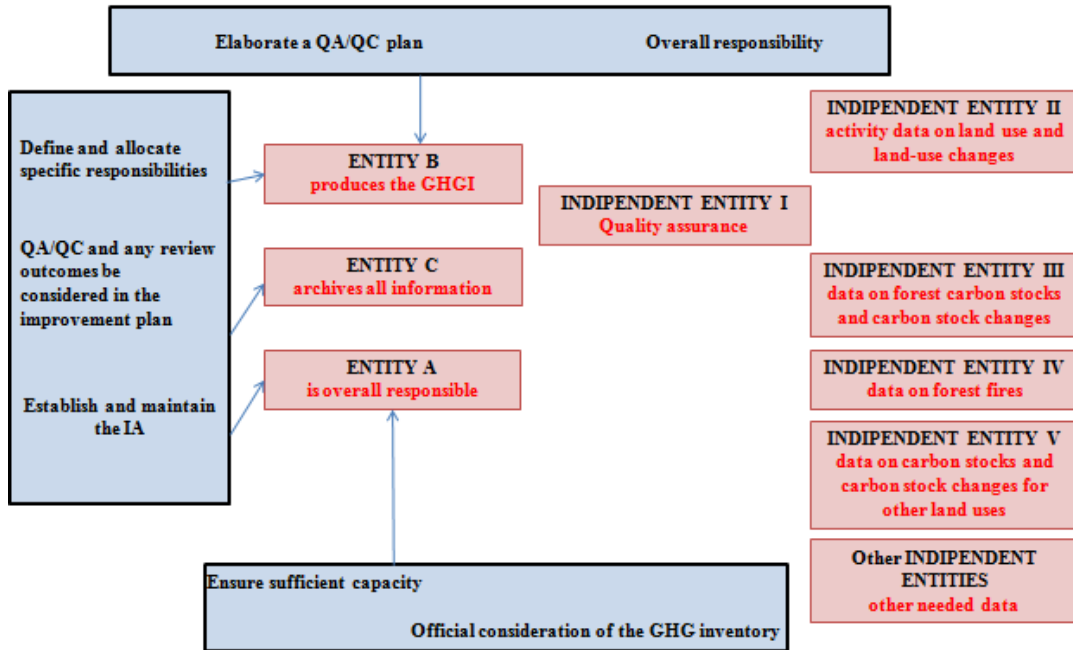 Elaborate a QA/QC plan
Overall responsibility
Define and allocate
specific responsibilities
QA/QC and any review
outcomes be
considered in the
improvement plan
Establish and maintain
the IA
ENTITY B
produces the GHGI
ENTITY C
archives all information
ENTITY A
is overall responsible
INDIPENDENT ENTITY I
Quality assurance
INDIPENDENT ENTITY II
activity data on land use and
land-use changes
INDIPENDENT ENTITY III
data on forest carbon stocks
and carbon stock changes
INDIPENDENT ENTITY IV
data on forest fires
INDIPENDENT ENTITY V
data on carbon stocks and
carbon stock changes for
other land uses
Other INDIPENDENT
ENTITIES
other needed data
Ensure sufficient capacity
Official consideration of the GHG inventory